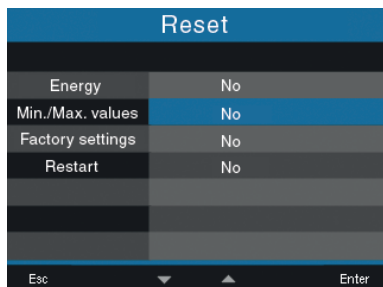 Reset
Energy No
Min./Max. values No
Factory settings No
Restart No
Esc Enter